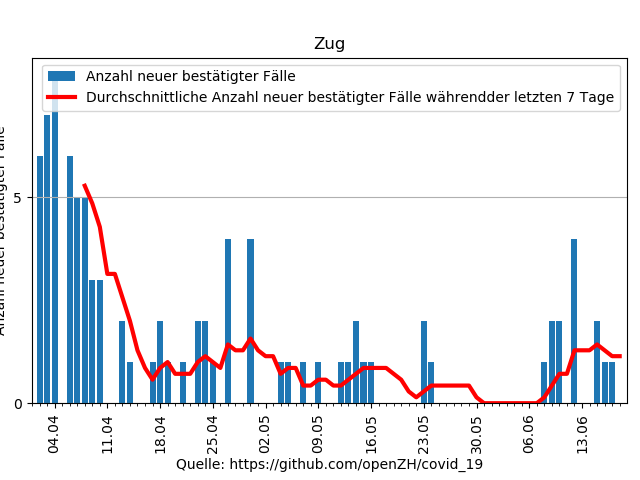 Zug
Anzahl neuer bestätigter Fälle
Durchschnittliche Anzahl neuer bestätigter Fälle währendder letzten 7 Tage
Anzahl neuer bestätigter Fälle
5
0
04.04
11.04
18.04
25.04
02.05
09.05
16.05
23.05
30.05
06.06
13.06
Quelle: https://github.com/openZH/covid_19